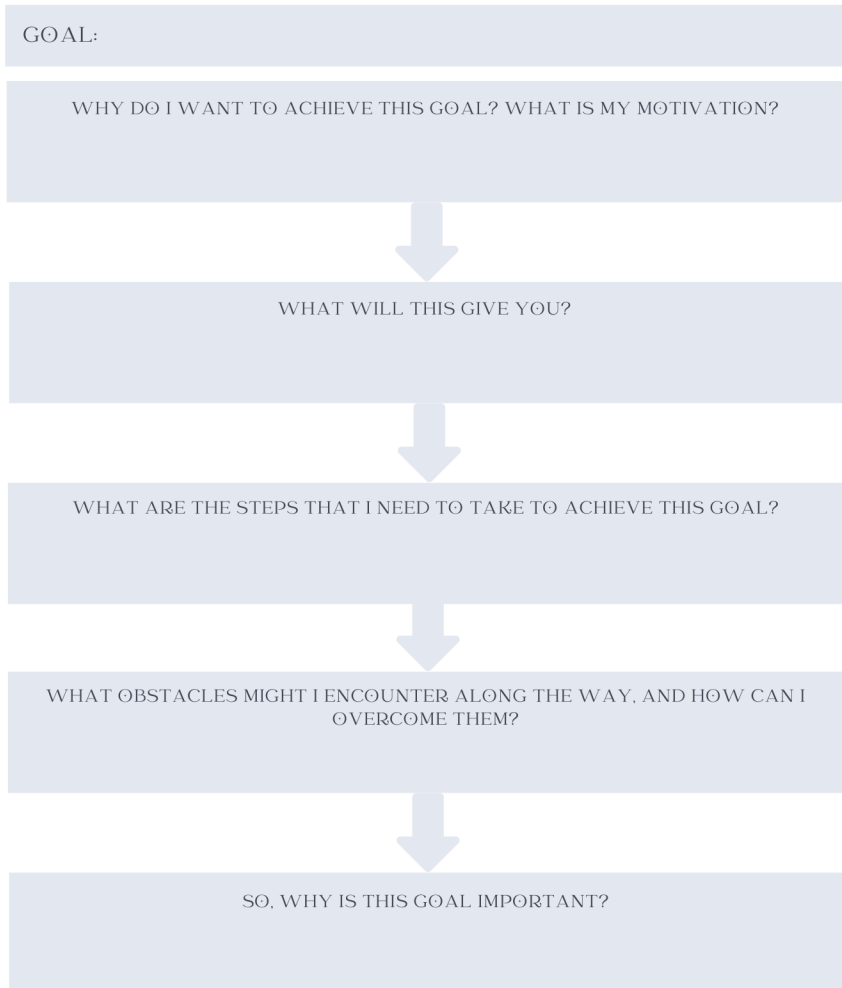 GOAL:
WHY DO I WANT TO ACHIEVE THIS GOAL? WHAT IS MY MOTIVATION?
WHAT WILL THIS GIVE YOU?
WHAT ARE THE STEPS THAT I NEED TO TAKE TO ACHIEVE THIS GOAL?
WHAT OBSTACLES MIGHT I ENCOUNTER ALONG THE WAY, AND HOW CAN I
OVERCOME THEM?
SO, WHY IS THIS GOAL IMPORTANT?